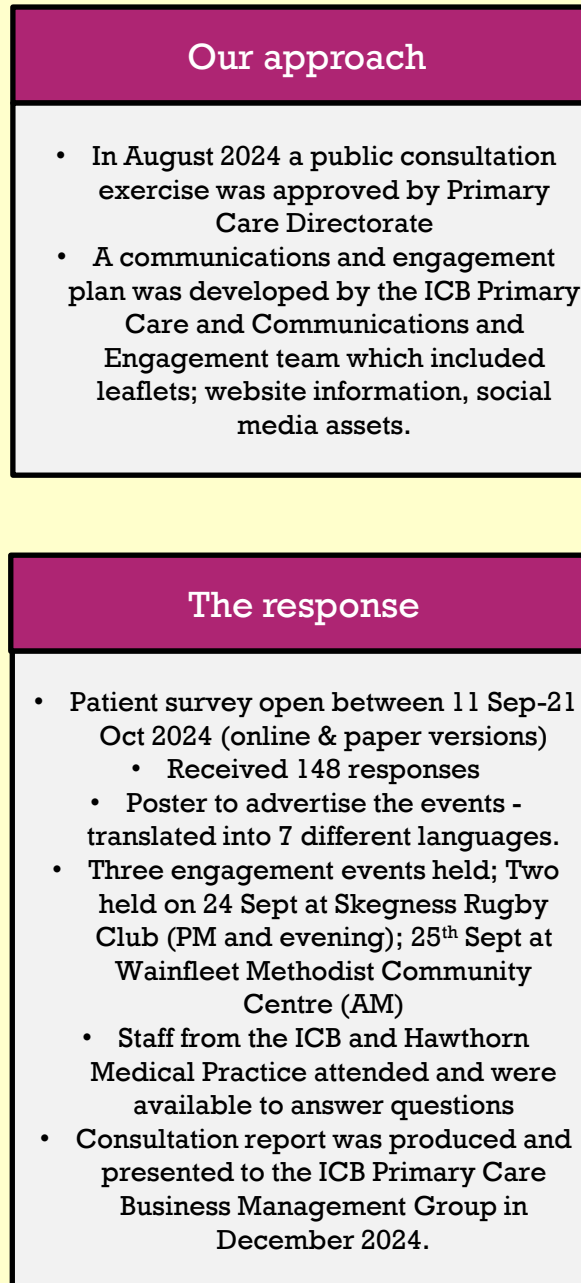 Our approach
• In August 2024 a public consultation
exercise was approved by Primary
Care Directorate
• A communications and engagement
plan was developed by the ICB Primary
Care and Communications and
Engagement team which included
leaflets; website information, social
media assets.
The response
• Patient survey open between 11 Sep-21
Oct 2024 (online & paper versions)
• Received 148 responses
• Poster to advertise the events -
translated into 7 different languages.
• Three engagement events held; Two
held on 24 Sept at Skegness Rugby
Club (PM and evening); 25th Sept at
Wainfleet Methodist Community
Centre (AM)
• Staff from the ICB and Hawthorn
Medical Practice attended and were
available to answer questions
• Consultation report was produced and
presented to the ICB Primary Care
Business Management Group in
December 2024.